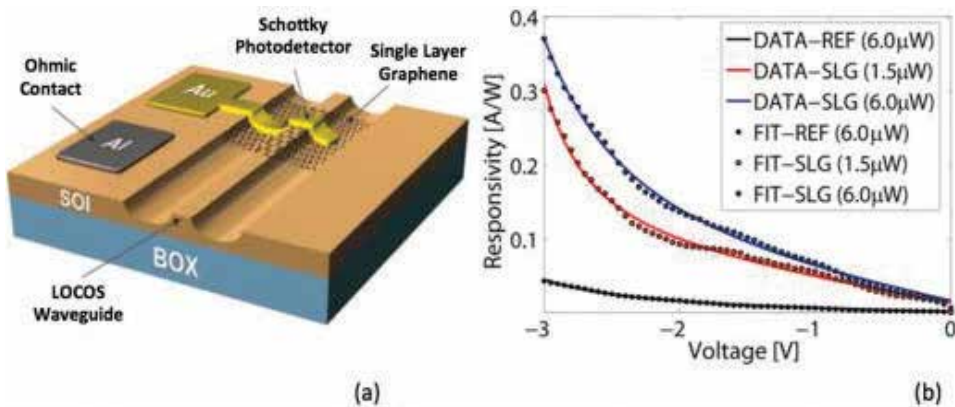 Schottky
Photodetector
Single Layer
Graphene
Ohmic
Contact
Au
Al
SOI
BOX
LOCOS
Waveguide
(a)
0.4
0.3
0.2
0.1
Responsivity [A/W]
DATA−REF (6.0μW)
DATA−SLG (1.5μW)
DATA−SLG (6.0μW)
FIT−REF (6.0μW)
FIT−SLG (1.5μW)
FIT−SLG (6.0μW)
−3
−2
−1
0
Voltage [V]
(b)